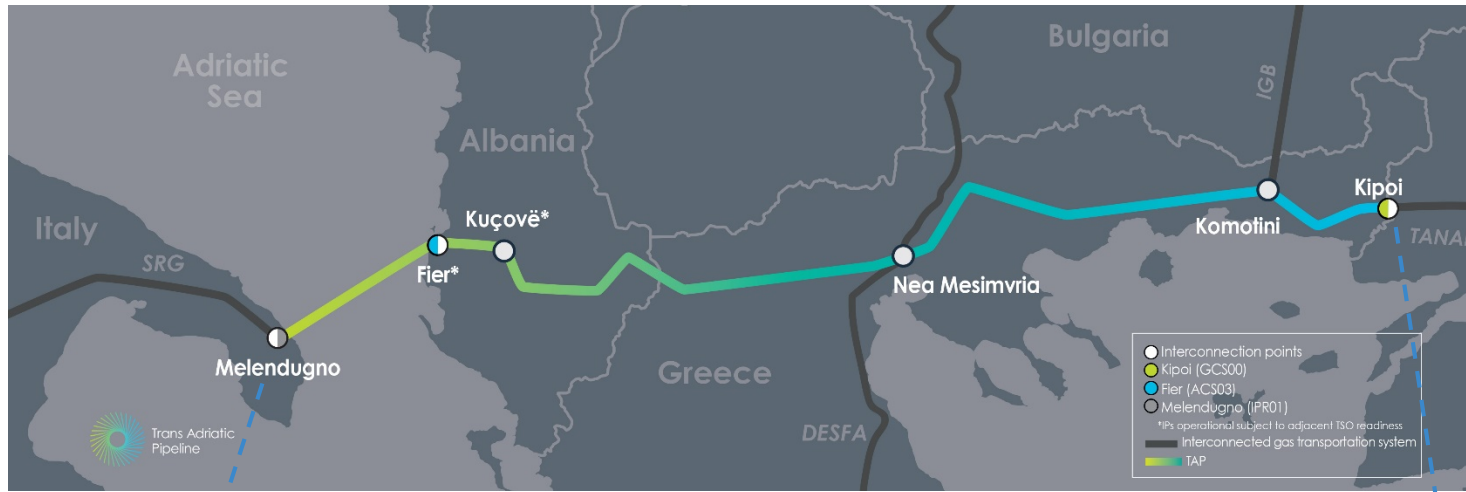 Adriatic
Sea
Bulgaria
IGB
Albania
Kipoi
Kuçovë*
Komotini
Italy
TANAP
SRG
Fier*
Nea Mesimvria
Melendugno
Greece
DESFA
Interconnection points
Kipoi (GCS00)
Fier (ACS03)
Melendugno (IPR01)
*IPs operational subject to adjacent TSO readiness
Interconnected gas transportation system
TAP
Trans Adriatic
Pipeline